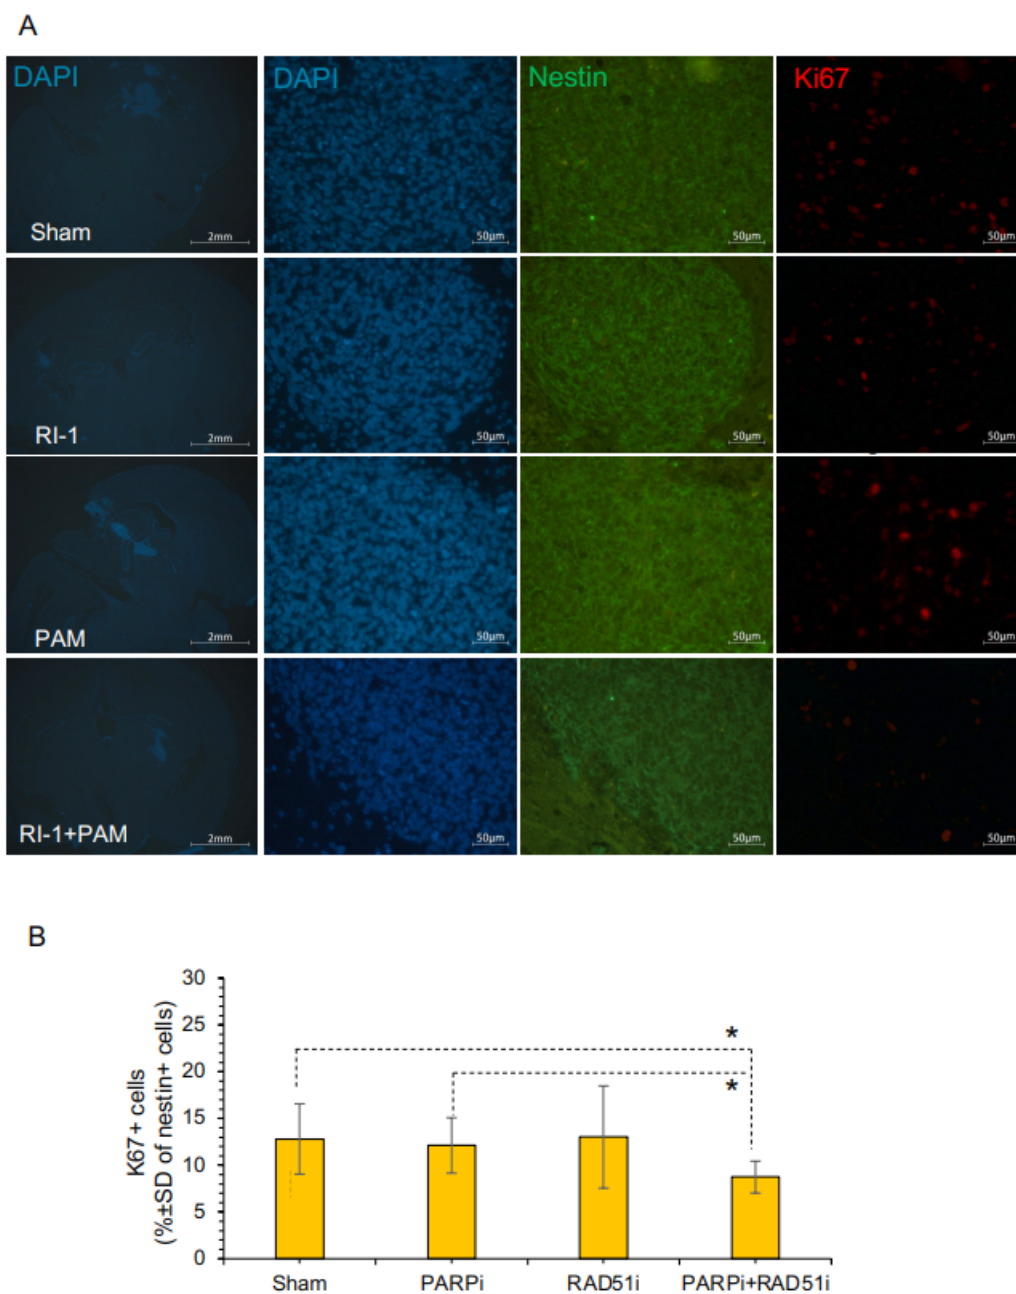 A
DAPI DAPI Nestin Ki67
Sham 2mm 50µm 50µm 50µm
RI-1 2mm 50µm 50µm 50µm
PAM 2mm 50µm 50µm 50µm
RI-1+PAM 2mm 50µm 50µm 50µm
B
K67+ cells
(%±SD of nestin+ cells)
30
25
20
15
10
5
0
*
*
Sham PARPi RAD51i PARPi+RAD51i